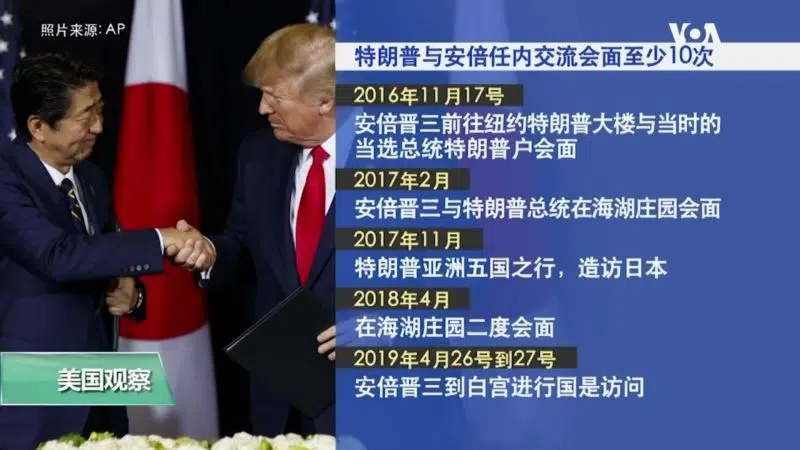 照片来源: AP
VOA
特朗普与安倍任内交流会面至少10次
2016年11月17号
安倍晋三前往纽约特朗普大楼与当时的
当选总统特朗普户会面
2017年2月
安倍晋三与特朗普总统在海湖庄园会面
2017年11月
特朗普亚洲五国之行，造访日本
2018年4月
在海湖庄园二度会面
2019年4月26号到27号
安倍晋三到白宫进行国是访问
美国观察